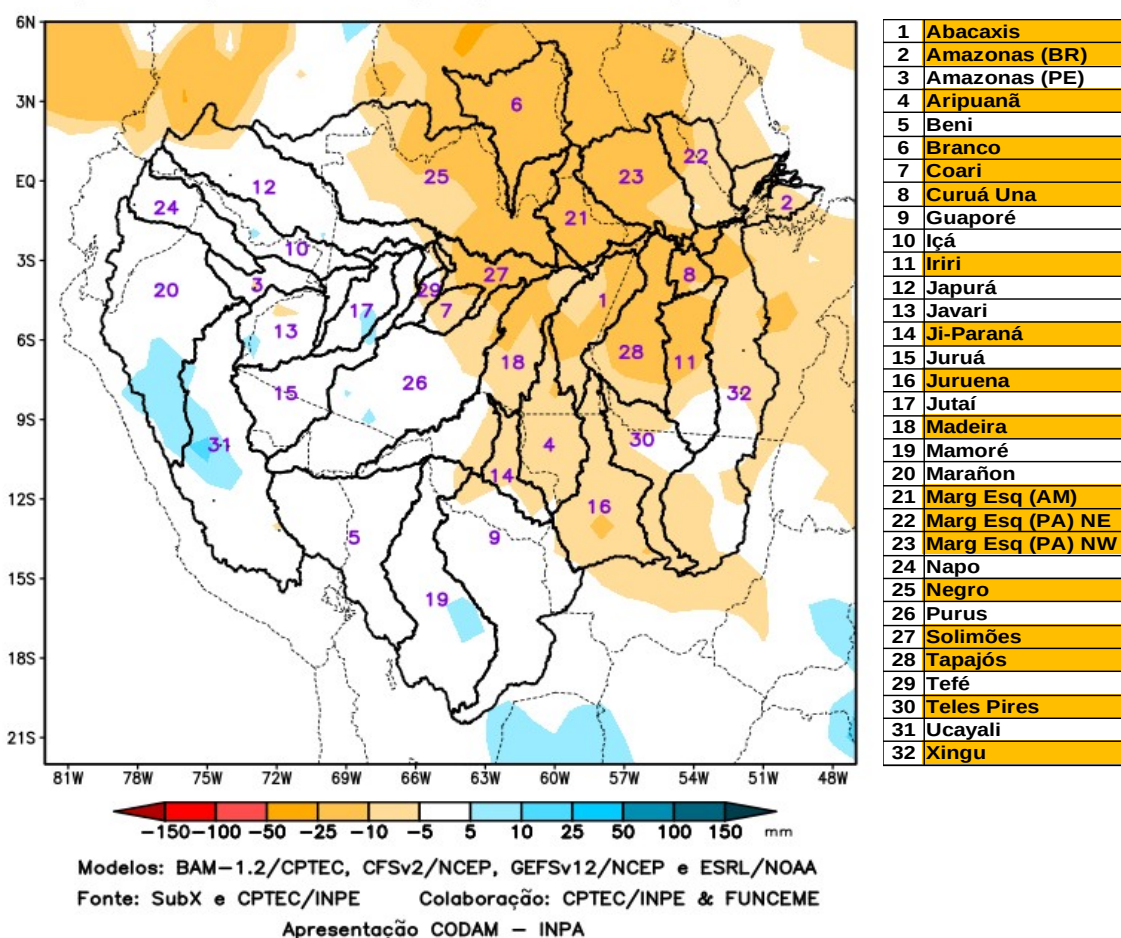 6N
3N
EQ
3S
6S
9S
12S
15S
18S
21S
81W 78W 75W 72W 69W 66W 63W 60W 57W 54W 51W 48W
6
22
23
25
12
24
2
21
10
3
27
8
20
29
1
7
17
13
28
18
11
26
15
32
31
4
30
14
16
5
9
19
−150 −100 −50 −25 −10 −5 5 10 25 50 100 150 mm
Modelos: BAM−1.2/CPTEC, CFSv2/NCEP, GEFSv12/NCEP e ESRL/NOAA
Fonte: SubX e CPTEC/INPE Colaboração: CPTEC/INPE & FUNCEME
Apresentação CODAM − INPA
1 Abacaxis
2 Amazonas (BR)
3 Amazonas (PE)
4 Aripuanã
5 Beni
6 Branco
7 Coari
8 Curuá Una
9 Guaporé
10 Içá
11 Iriri
12 Japurá
13 Javari
14 Ji-Paraná
15 Juruá
16 Juruena
17 Jutaí
18 Madeira
19 Mamoré
20 Marañon
21 Marg Esq (AM)
22 Marg Esq (PA) NE
23 Marg Esq (PA) NW
24 Napo
25 Negro
26 Purus
27 Solimões
28 Tapajós
29 Tefé
30 Teles Pires
31 Ucayali
32 Xingu